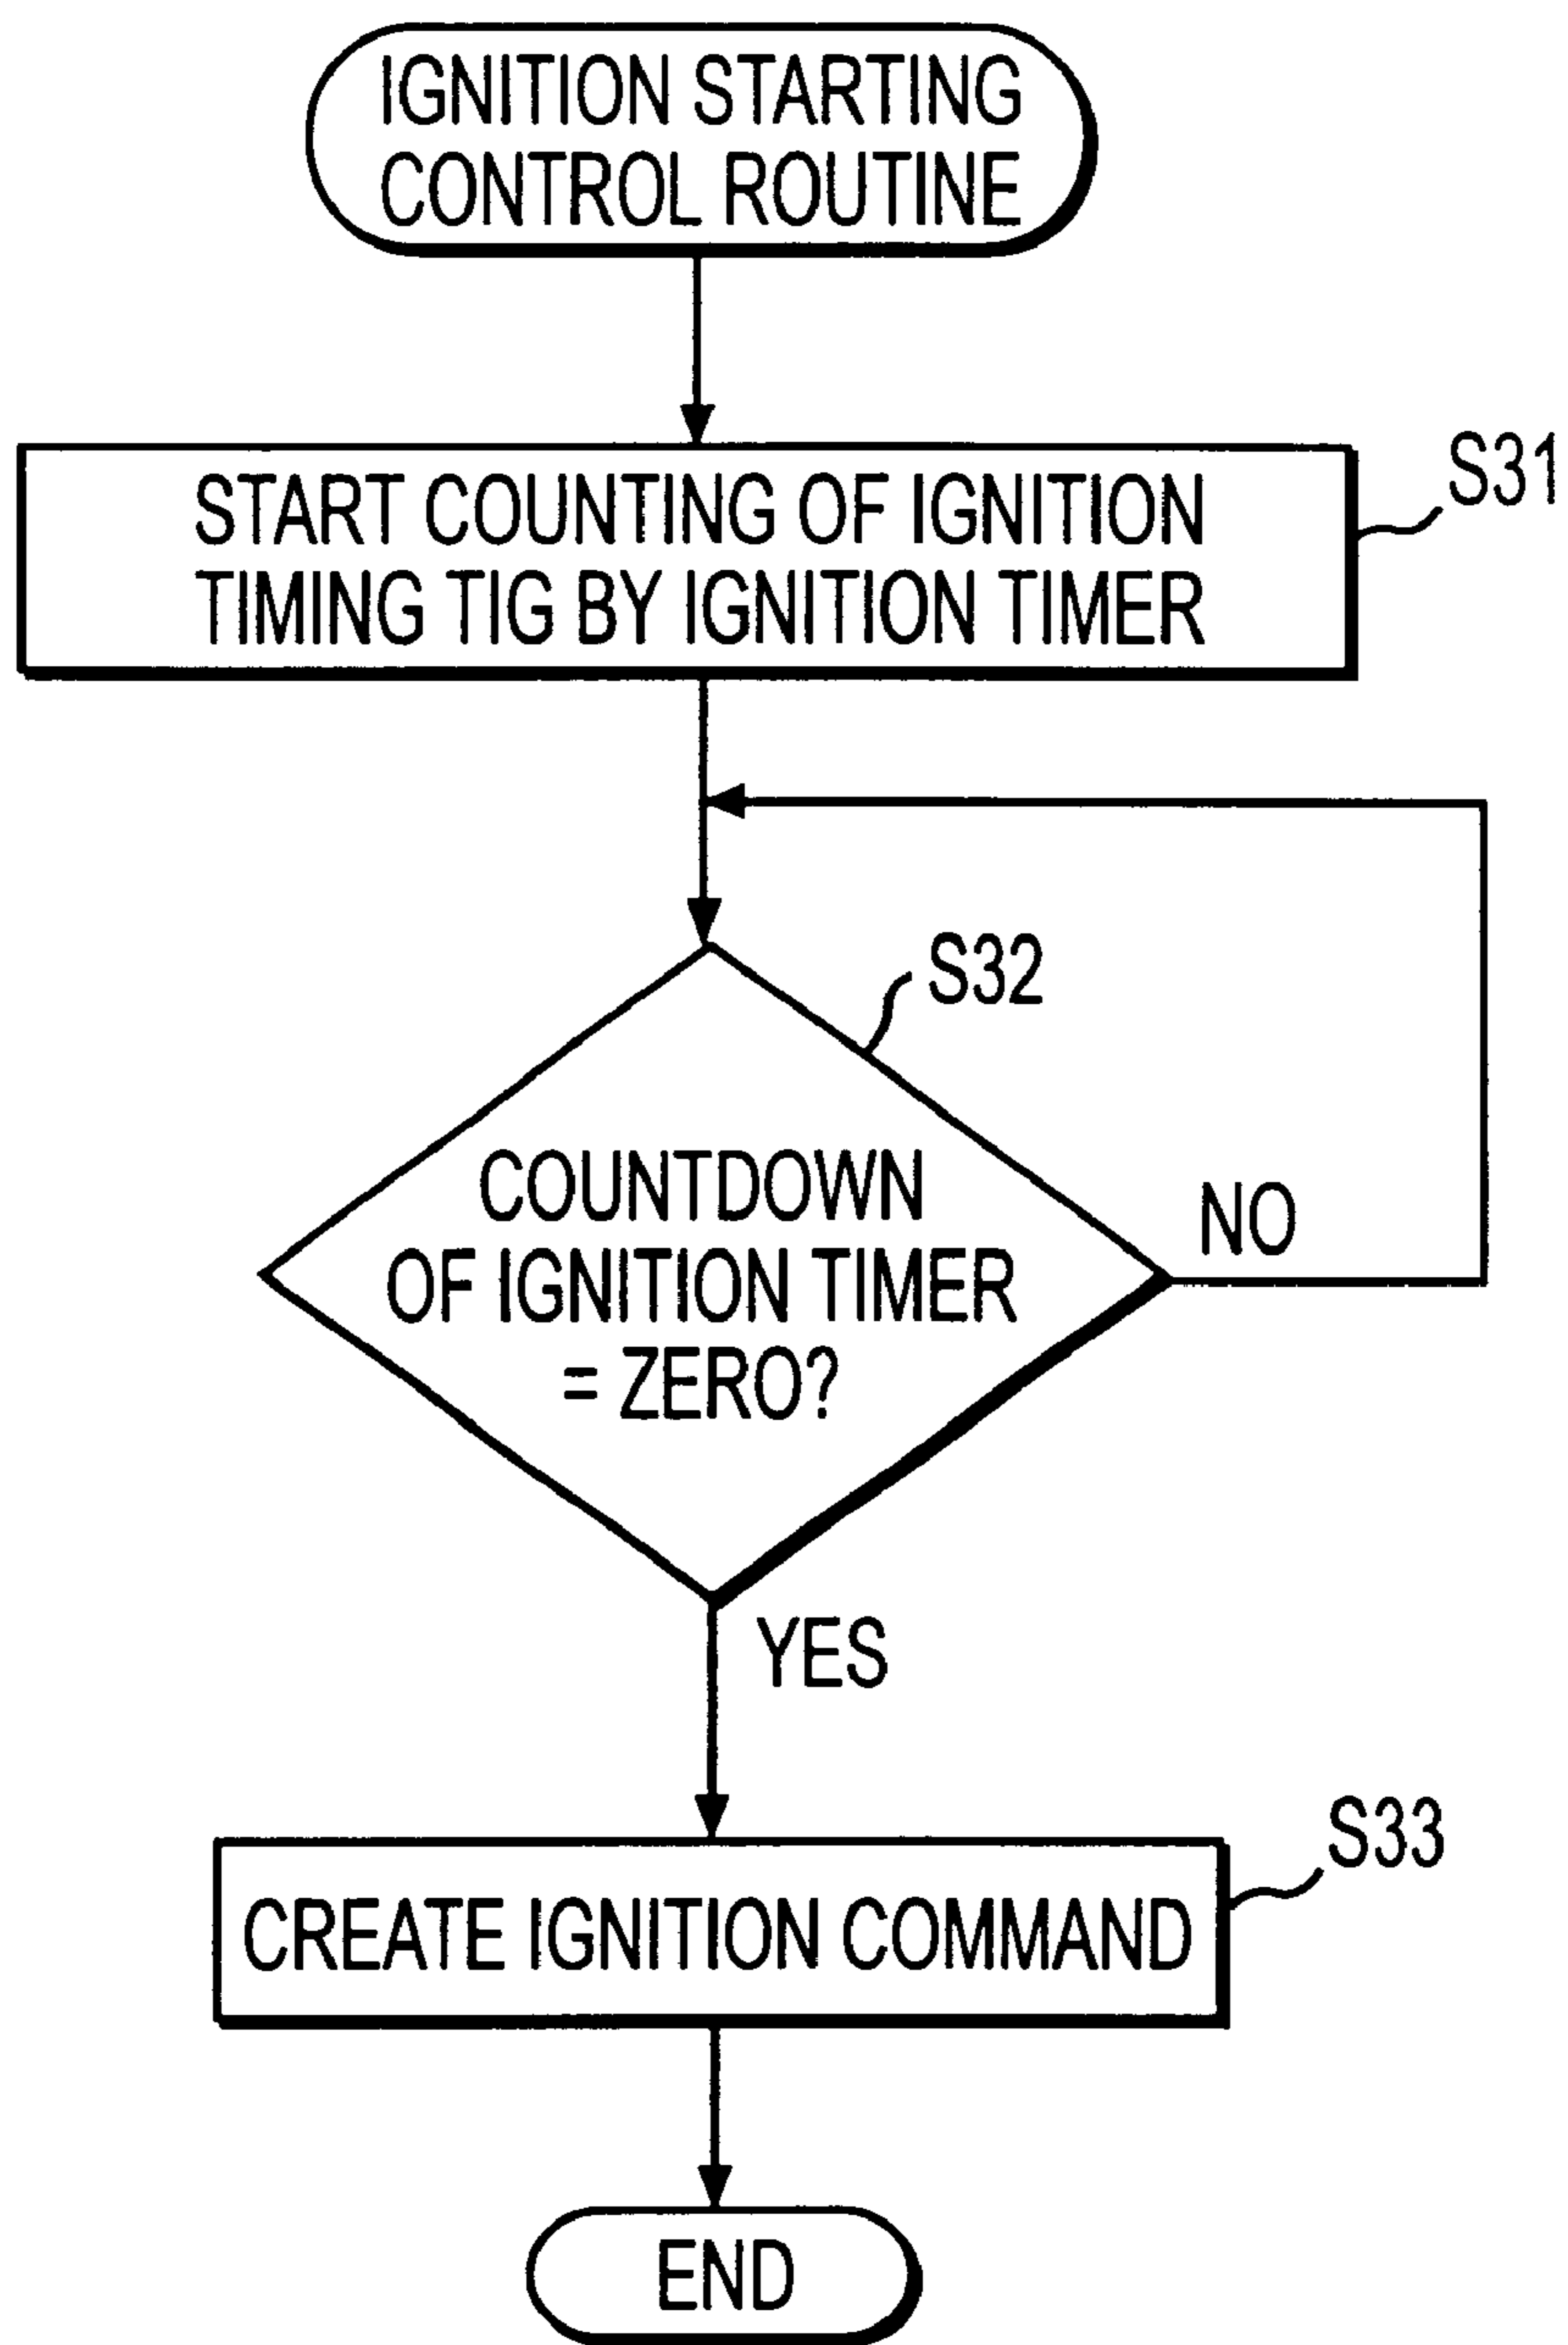 IGNITION STARTING
CONTROL ROUTINE
S31
START COUNTING OF IGNITION
TIMING TIG BY IGNITION TIMER
S32
COUNTDOWN
OF IGNITION TIMER
= ZERO?
NO
YES
S33
CREATE IGNITION COMMAND
END